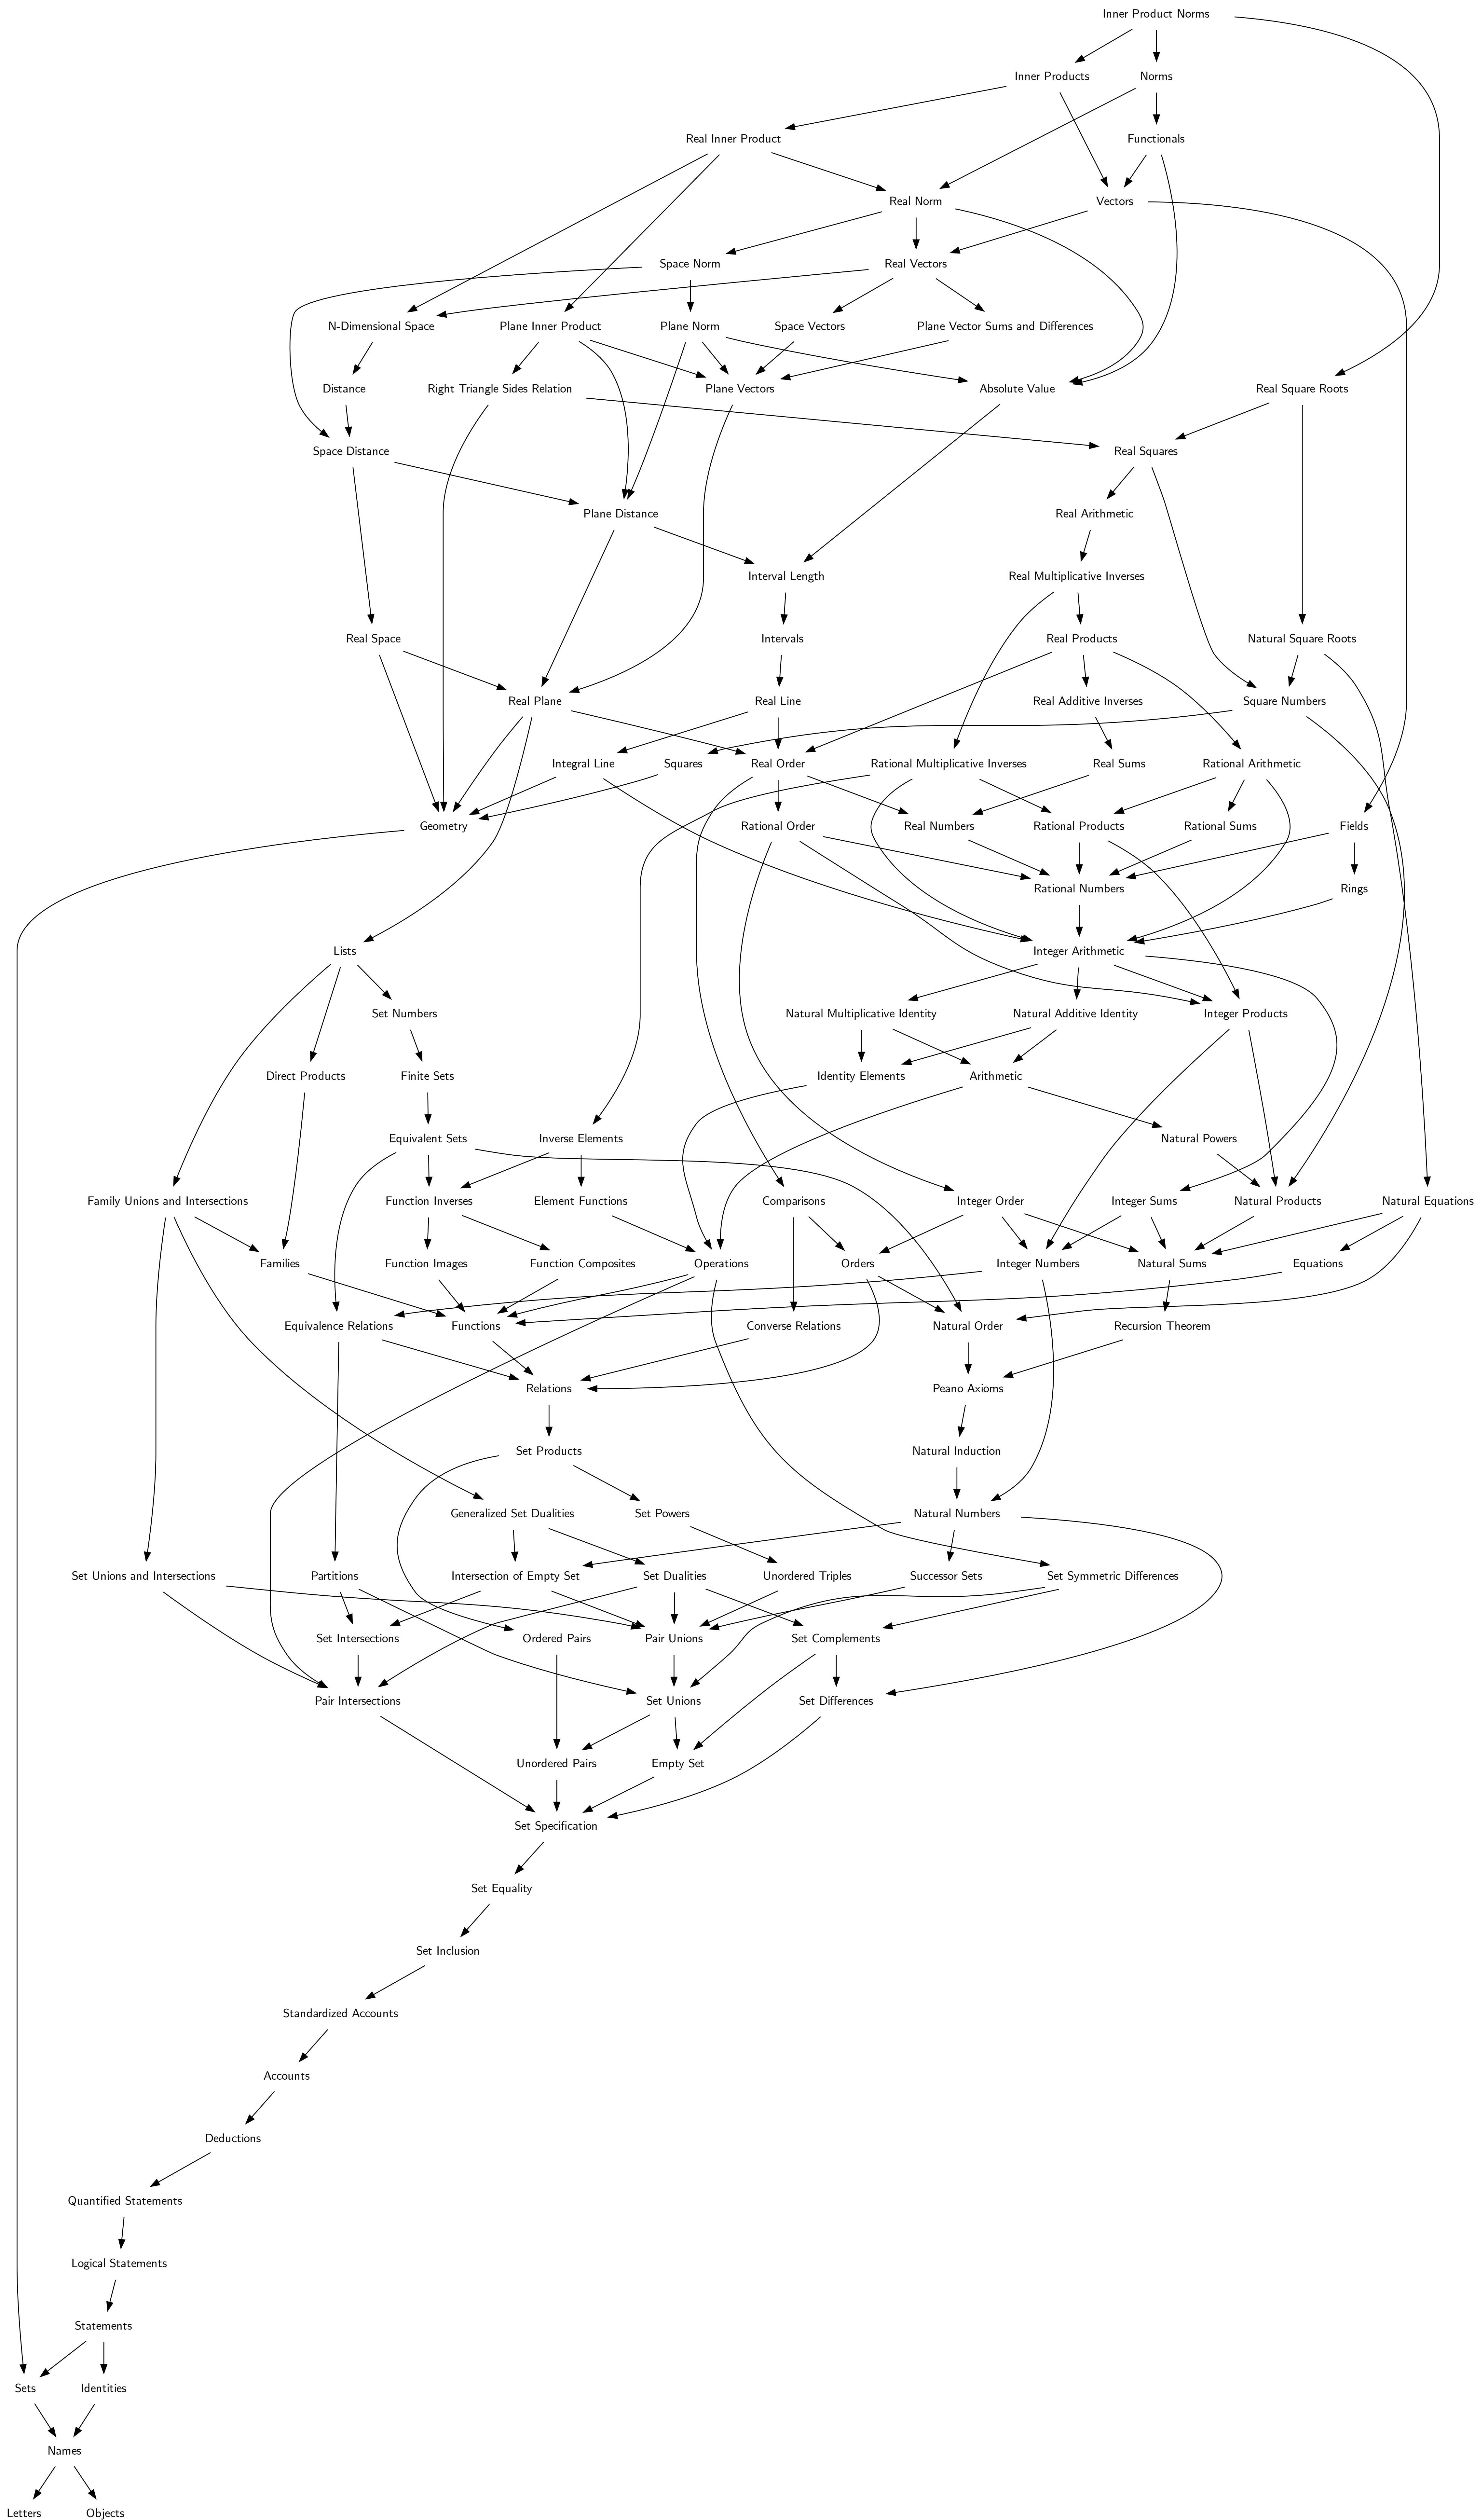 Inner Product Norms
Inner Products
Norms
Real Inner Product
Functionals
Real Norm
Vectors
Space Norm
Real Vectors
N-Dimensional Space
Plane Inner Product
Plane Norm
Space Vectors
Plane Vector Sums and Differences
Distance
Right Triangle Sides Relation
Plane Vectors
Absolute Value
Real Square Roots
Space Distance
Real Squares
Plane Distance
Real Arithmetic
Interval Length
Real Multiplicative Inverses
Real Space
Intervals
Real Products
Natural Square Roots
Real Plane
Real Line
Real Additive Inverses
Square Numbers
Integral Line
Squares
Real Order
Rational Multiplicative Inverses
Real Sums
Rational Arithmetic
Geometry
Rational Order
Real Numbers
Rational Products
Rational Sums
Fields
Rational Numbers
Rings
Lists
Integer Arithmetic
Set Numbers
Natural Multiplicative Identity
Natural Additive Identity
Integer Products
Direct Products
Finite Sets
Identity Elements
Arithmetic
Equivalent Sets
Inverse Elements
Natural Powers
Family Unions and Intersections
Function Inverses
Element Functions
Comparisons
Integer Order
Integer Sums
Natural Products
Natural Equations
Families
Function Images
Function Composites
Operations
Orders
Integer Numbers
Natural Sums
Equations
Equivalence Relations
Functions
Converse Relations
Natural Order
Recursion Theorem
Relations
Peano Axioms
Set Products
Natural Induction
Generalized Set Dualities
Set Powers
Natural Numbers
Set Unions and Intersections
Partitions
Intersection of Empty Set
Set Dualities
Unordered Triples
Successor Sets
Set Symmetric Differences
Set Intersections
Ordered Pairs
Pair Unions
Set Complements
Pair Intersections
Set Unions
Set Differences
Unordered Pairs
Empty Set
Set Specification
Set Equality
Set Inclusion
Standardized Accounts
Accounts
Deductions
Quantified Statements
Logical Statements
Statements
Sets
Identities
Names
Letters
Objects